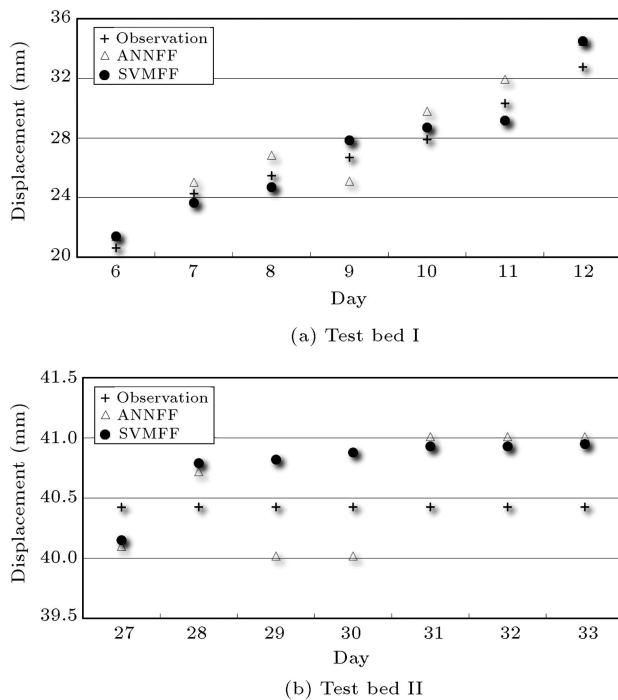 36
32
28
24
20
Displacement (mm)
+ Observation
△ ANNFF
● SVMFF
6 7 8 9 10 11 12
Day
(a) Test bed I
41.5
41.0
40.5
40.0
39.5
Displacement (mm)
+ Observation
△ ANNFF
● SVMFF
27 28 29 30 31 32 33
Day
(b) Test bed II